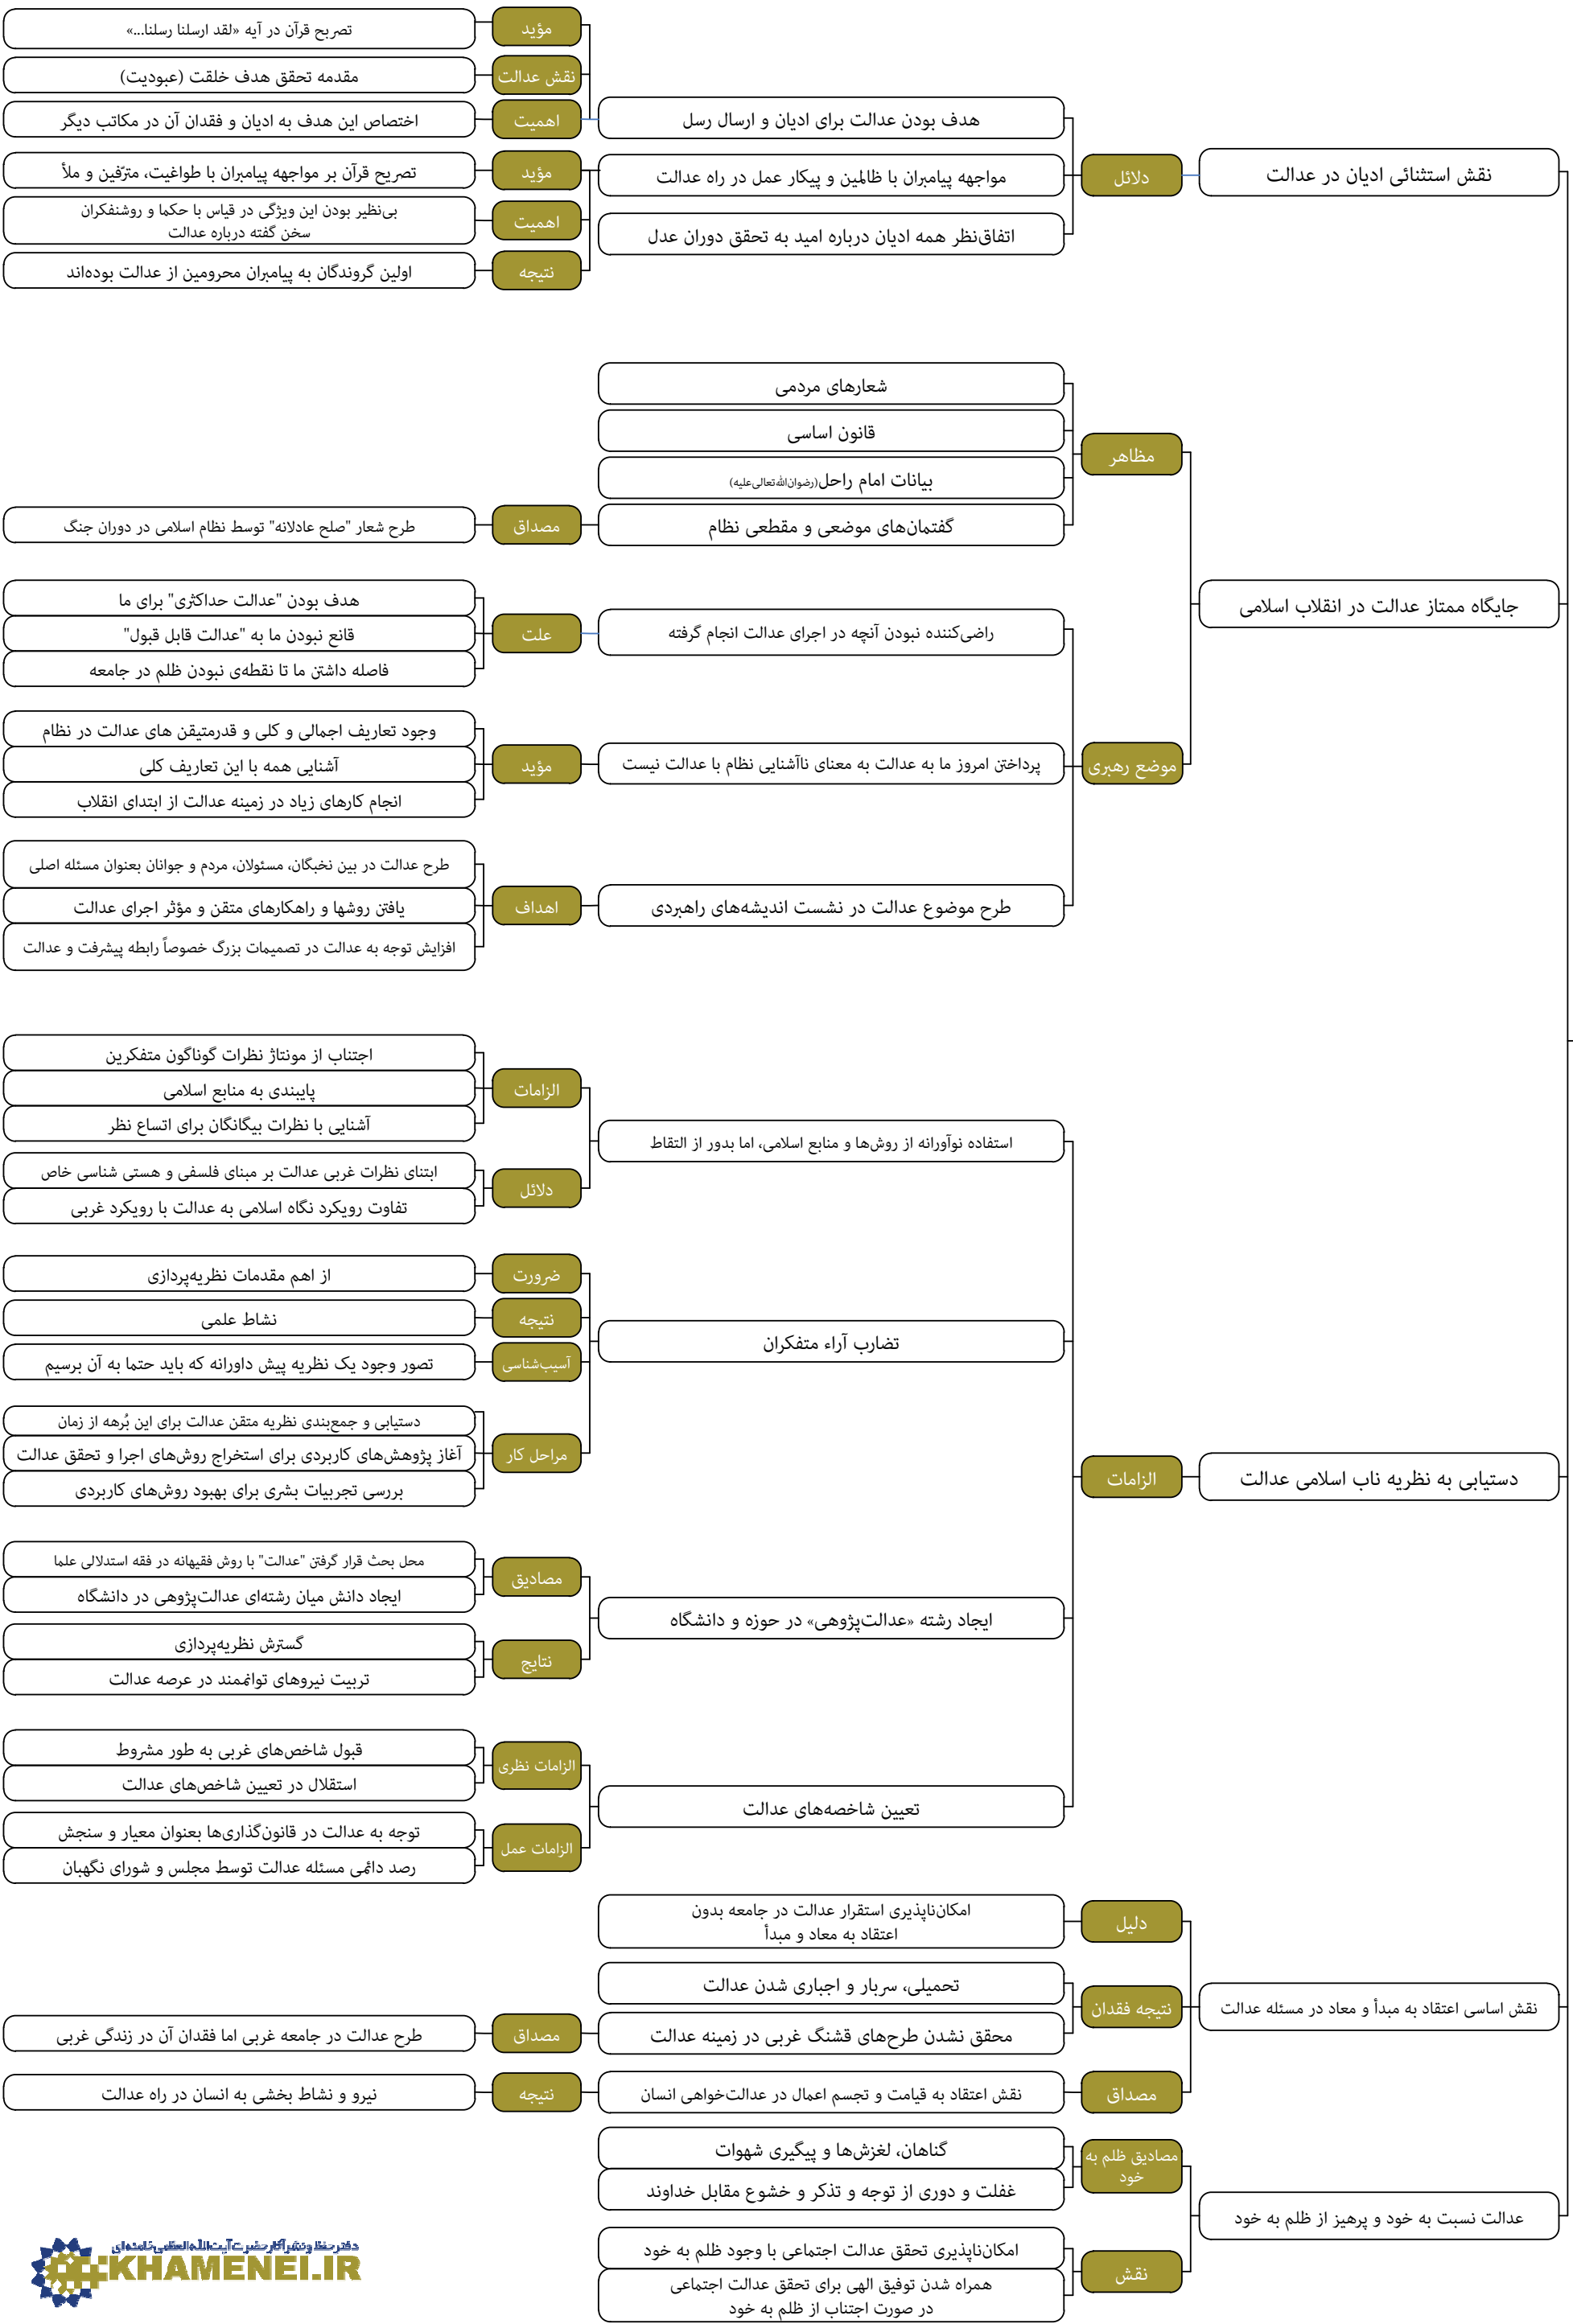 نقش استثنائی ادیان در عدالت
دلائل
هدف بودن عدالت برای ادیان و ارسال رسل
مؤید
تصریح قرآن در آیه «لقد ارسلنا رسلنا...»
نقش عدالت
مقدمه تحقق هدف خلقت (عبودیت)
اهمیت
اختصاص این هدف به ادیان و فقدان آن در مکاتب دیگر
مواجهه پیامبران با ظالمین و پیکار عمل در راه عدالت
مؤید
تصریح قرآن بر مواجهه پیامبران با طواغیت، مترّفین و ملأ
اهمیت
بی‌نظیر بودن این ویژگی در قیاس با حکما و روشنفکران
سخن گفته درباره عدالت
نتیجه
اولین گروندگان به پیامبران محرومین از عدالت بوده‌اند
اتفاق‌نظر همه ادیان درباره امید به تحقق دوران عدل
جایگاه ممتاز عدالت در انقلاب اسلامی
مظاهر
شعارهای مردمی
قانون اساسی
بیانات امام راحل(رضوان‌الله‌تعالی‌علیه)
گفتمان‌های موضعی و مقطعی نظام
مصداق
طرح شعار "صلح عادلانه" توسط نظام اسلامی در دوران جنگ
موضع رهبری
راضی‌کننده نبودن آنچه در اجرای عدالت انجام گرفته
علت
هدف بودن "عدالت حداکثری" برای ما
قانع نبودن ما به "عدالت قابل قبول"
فاصله داشتن ما تا نقطه‌ی نبودن ظلم در جامعه
پرداختن امروز ما به عدالت به معنای ناآشنایی نظام با عدالت نیست
مؤید
وجود تعاریف اجمالی و کلی و قدرمتیقن های عدالت در نظام
آشنایی همه با این تعاریف کلی
انجام کارهای زیاد در زمینه عدالت از ابتدای انقلاب
طرح موضوع عدالت در نشست اندیشه‌های راهبردی
اهداف
طرح عدالت در بین نخبگان، مسئولان، مردم و جوانان بعنوان مسئله اصلی
یافتن روشها و راهکارهای متقن و مؤثر اجرای عدالت
افزایش توجه به عدالت در تصمیمات بزرگ خصوصاً رابطه پیشرفت و عدالت
دستیابی به نظریه ناب اسلامی عدالت
الزامات
استفاده نوآورانه از روش‌ها و منابع اسلامی، اما بدور از التقاط
الزامات
اجتناب از مونتاژ نظرات گوناگون متفکرین
پایبندی به منابع اسلامی
آشنایی با نظرات بیگانگان برای اتساع نظر
دلائل
ابتنای نظرات غربی عدالت بر مبنای فلسفی و هستی شناسی خاص
تفاوت رویکرد نگاه اسلامی به عدالت با رویکرد غربی
تضارب آراء متفکران
ضرورت
از اهم مقدمات نظریه‌پردازی
نتیجه
نشاط علمی
آسیب‌شناسی
تصور وجود یک نظریه پیش داورانه که باید حتما به آن برسیم
مراحل کار
دستیابی و جمع‌بندی نظریه متقن عدالت برای این بُرهه از زمان
آغاز پژوهش‌های کاربردی برای استخراج روش‌های اجرا و تحقق عدالت
بررسی تجربیات بشری برای بهبود روش‌های کاربردی
ایجاد رشته «عدالت‌پژوهی» در حوزه و دانشگاه
مصادیق
محل بحث قرار گرفتن "عدالت" با روش فقیهانه در فقه استدلالی علما
ایجاد دانش میان رشته‌ای عدالت‌پژوهی در دانشگاه
نتایج
گسترش نظریه‌پردازی
تربیت نیروهای توانمند در عرصه عدالت
تعیین شاخصه‌های عدالت
الزامات نظری
قبول شاخص‌های غربی به طور مشروط
استقلال در تعیین شاخص‌های عدالت
الزامات عمل
توجه به عدالت در قانون‌گذاری‌ها بعنوان معیار و سنجش
رصد دائمی مسئله عدالت توسط مجلس و شورای نگهبان
نقش اساسی اعتقاد به مبدأ و معاد در مسئله عدالت
دلیل
امکان‌ناپذیری استقرار عدالت در جامعه بدون
اعتقاد به معاد و مبدأ
نتیجه فقدان
تحمیلی، سربار و اجباری شدن عدالت
محقق نشدن طرح‌های قشنگ غربی در زمینه عدالت
مصداق
طرح عدالت در جامعه غربی اما فقدان آن در زندگی غربی
مصداق
نقش اعتقاد به قیامت و تجسم اعمال در عدالت‌خواهی انسان
نتیجه
نیرو و نشاط بخشی به انسان در راه عدالت
عدالت نسبت به خود و پرهیز از ظلم به خود
مصادیق ظلم به
خود
گناهان، لغزش‌ها و پیگیری شهوات
غفلت و دوری از توجه و تذکر و خشوع مقابل خداوند
نقش
امکان‌ناپذیری تحقق عدالت اجتماعی با وجود ظلم به خود
همراه شدن توفیق الهی برای تحقق عدالت اجتماعی
در صورت اجتناب از ظلم به خود
دفتر حفظ و نشر آثار حضرت آیت‌الله‌العظمی خامنه‌ای
KHAMENEI.IR